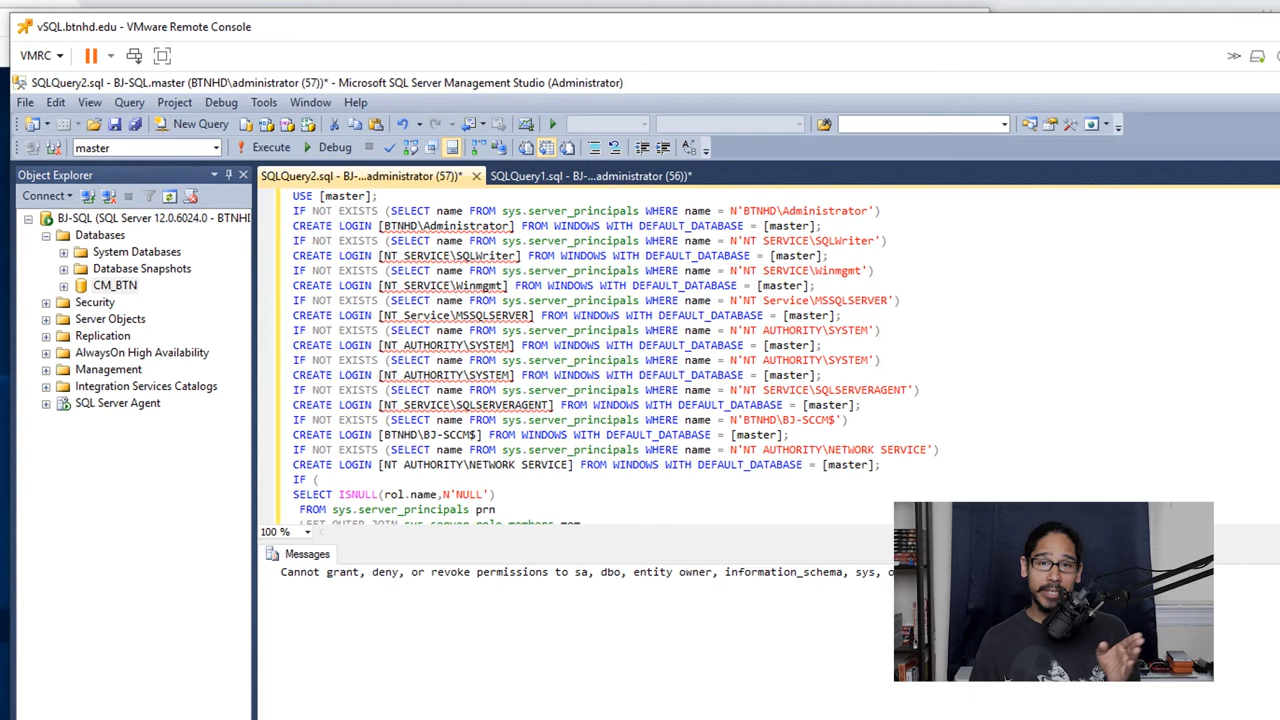 vSQL.btnhd.edu - VMware Remote Console
VMRC
SQLQuery2.sql - BJ-SQL.master (BTNHD\administrator (57))* - Microsoft SQL Server Management Studio (Administrator)
File Edit View Query Project Debug Tools Window Help
New Query
master Execute Debug
Object Explorer
SQLQuery2.sql - BJ-...administrator (57))* SQLQuery1.sql - BJ-...administrator (56))*
Connect
BJ-SQL (SQL Server 12.0.6024.0 - BTNHD
Databases
System Databases
Database Snapshots
CM_BTN
Security
Server Objects
Replication
AlwaysOn High Availability
Management
Integration Services Catalogs
SQL Server Agent
USE [master];
IF NOT EXISTS (SELECT name FROM sys.server_principals WHERE name = N'BTNHD\Administrator')
CREATE LOGIN [BTNHD\Administrator] FROM WINDOWS WITH DEFAULT_DATABASE = [master];
IF NOT EXISTS (SELECT name FROM sys.server_principals WHERE name = N'NT SERVICE\SQLWriter')
CREATE LOGIN [NT SERVICE\SQLWriter] FROM WINDOWS WITH DEFAULT_DATABASE = [master];
IF NOT EXISTS (SELECT name FROM sys.server_principals WHERE name = N'NT SERVICE\Winmgmt')
CREATE LOGIN [NT SERVICE\Winmgmt] FROM WINDOWS WITH DEFAULT_DATABASE = [master];
IF NOT EXISTS (SELECT name FROM sys.server_principals WHERE name = N'NT Service\MSSQLSERVER')
CREATE LOGIN [NT Service\MSSQLSERVER] FROM WINDOWS WITH DEFAULT_DATABASE = [master];
IF NOT EXISTS (SELECT name FROM sys.server_principals WHERE name = N'NT AUTHORITY\SYSTEM')
CREATE LOGIN [NT AUTHORITY\SYSTEM] FROM WINDOWS WITH DEFAULT_DATABASE = [master];
IF NOT EXISTS (SELECT name FROM sys.server_principals WHERE name = N'NT AUTHORITY\SYSTEM')
CREATE LOGIN [NT AUTHORITY\SYSTEM] FROM WINDOWS WITH DEFAULT_DATABASE = [master];
IF NOT EXISTS (SELECT name FROM sys.server_principals WHERE name = N'NT SERVICE\SQLSERVERAGENT')
CREATE LOGIN [NT SERVICE\SQLSERVERAGENT] FROM WINDOWS WITH DEFAULT_DATABASE = [master];
IF NOT EXISTS (SELECT name FROM sys.server_principals WHERE name = N'BTNHD\BJ-SCCM$')
CREATE LOGIN [BTNHD\BJ-SCCM$] FROM WINDOWS WITH DEFAULT_DATABASE = [master];
IF NOT EXISTS (SELECT name FROM sys.server_principals WHERE name = N'NT AUTHORITY\NETWORK SERVICE')
CREATE LOGIN [NT AUTHORITY\NETWORK SERVICE] FROM WINDOWS WITH DEFAULT_DATABASE = [master];
IF (
SELECT ISNULL(rol.name,N'NULL')
FROM sys.server_principals prn
LEFT OUTER JOIN sys.server_role_members mem
100 %
Messages
Cannot grant, deny, or revoke permissions to sa, dbo, entity owner, information_schema, sys, o